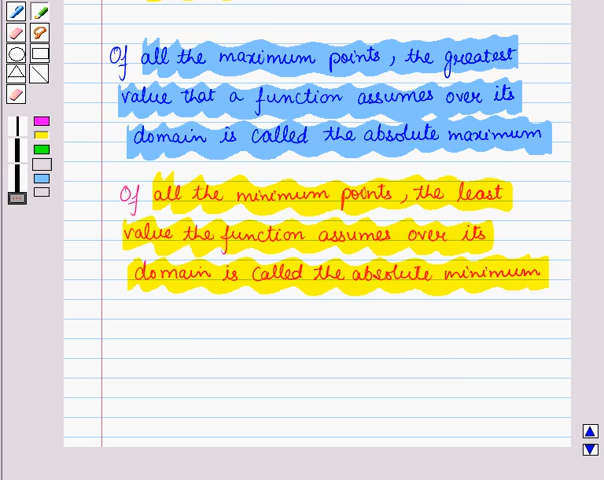 Of all the maximum points, the greatest
value that a function assumes over its
domain is called the absolute maximum
Of all the minimum points, the least
value the function assumes over its
domain is called the absolute minimum